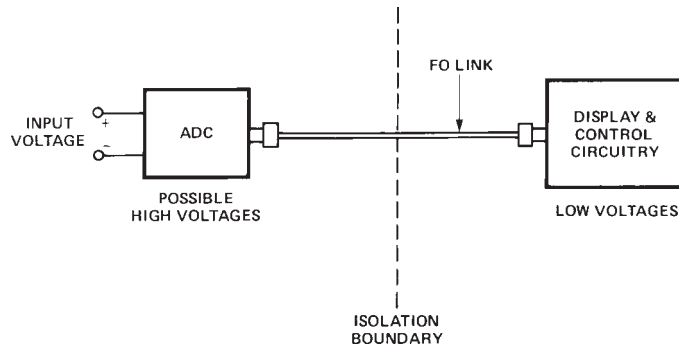 FO LINK
INPUT
VOLTAGE
+
−
ADC
DISPLAY &
CONTROL
CIRCUITRY
POSSIBLE
HIGH VOLTAGES
LOW VOLTAGES
ISOLATION
BOUNDARY